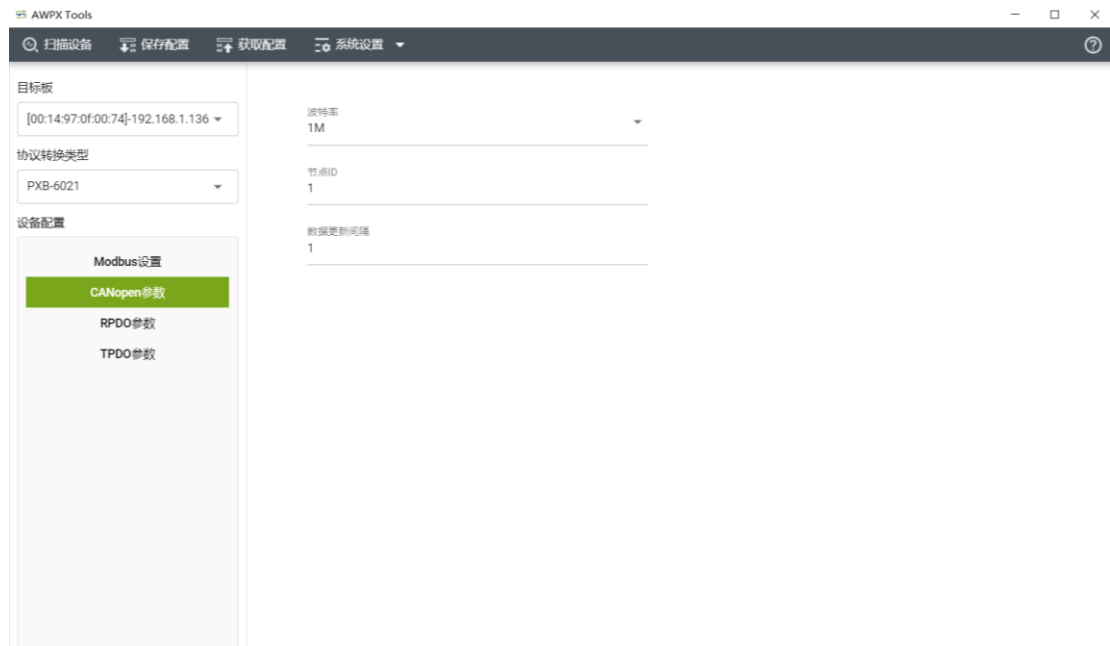 AWPX Tools
扫描设备 保存配置 获取配置 系统设置
目标板
[00:14:97:0f:00:74]-192.168.1.136
协议转换类型
PXB-6021
设备配置
Modbus设置
CANopen参数
RPDO参数
TPDO参数
波特率
1M
节点ID
1
数据更新间隔
1